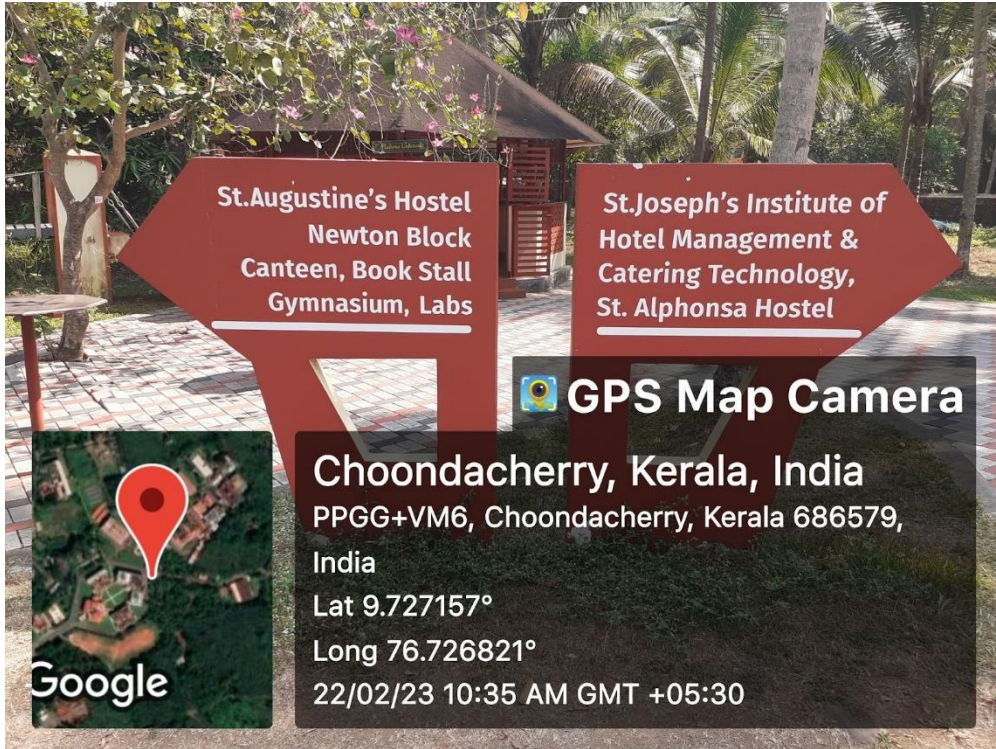 St.Augustine's Hostel
Newton Block
Canteen, Book Stall
Gymnasium, Labs
St.Joseph's Institute of
Hotel Management &
Catering Technology,
St. Alphonsa Hostel
GPS Map Camera
Choondacherry, Kerala, India
PPGG+VM6, Choondacherry, Kerala 686579,
India
Lat 9.727157°
Long 76.726821°
22/02/23 10:35 AM GMT +05:30
Google